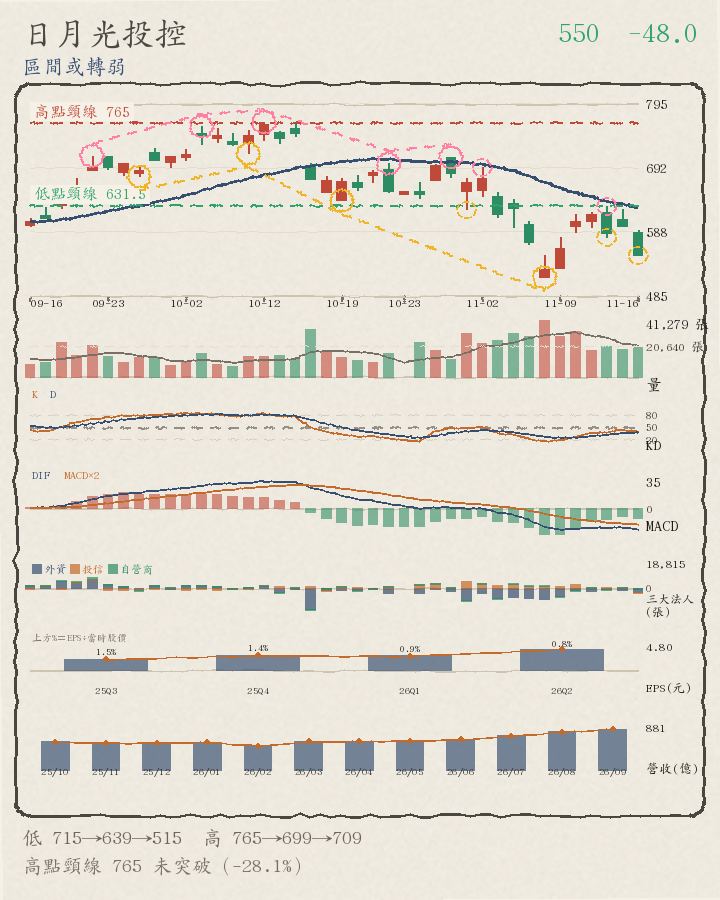 日月光投控
550 -48.0
區間或轉弱
高點頸線 765
低點頸線 631.5
795
692
588
485
09-16 09-23 10-02 10-12 10-19 10-23 11-02 11-09 11-16
41,279 張
20,640 張
量
K D
80
50
20
KD
DIF MACD×2
35
0
MACD
18,815
外資 投信 自營商
0
三大法人
(張)
上方%=EPS÷當時股價
1.5% 1.4% 0.9% 0.8%
4.80
25Q3 25Q4 26Q1 26Q2
EPS(元)
881
25/10 25/11 25/12 26/01 26/02 26/03 26/04 26/05 26/06 26/07 26/08 26/09
營收(億)
低 715→639→515 高 765→699→709
高點頸線 765 未突破 (-28.1%)